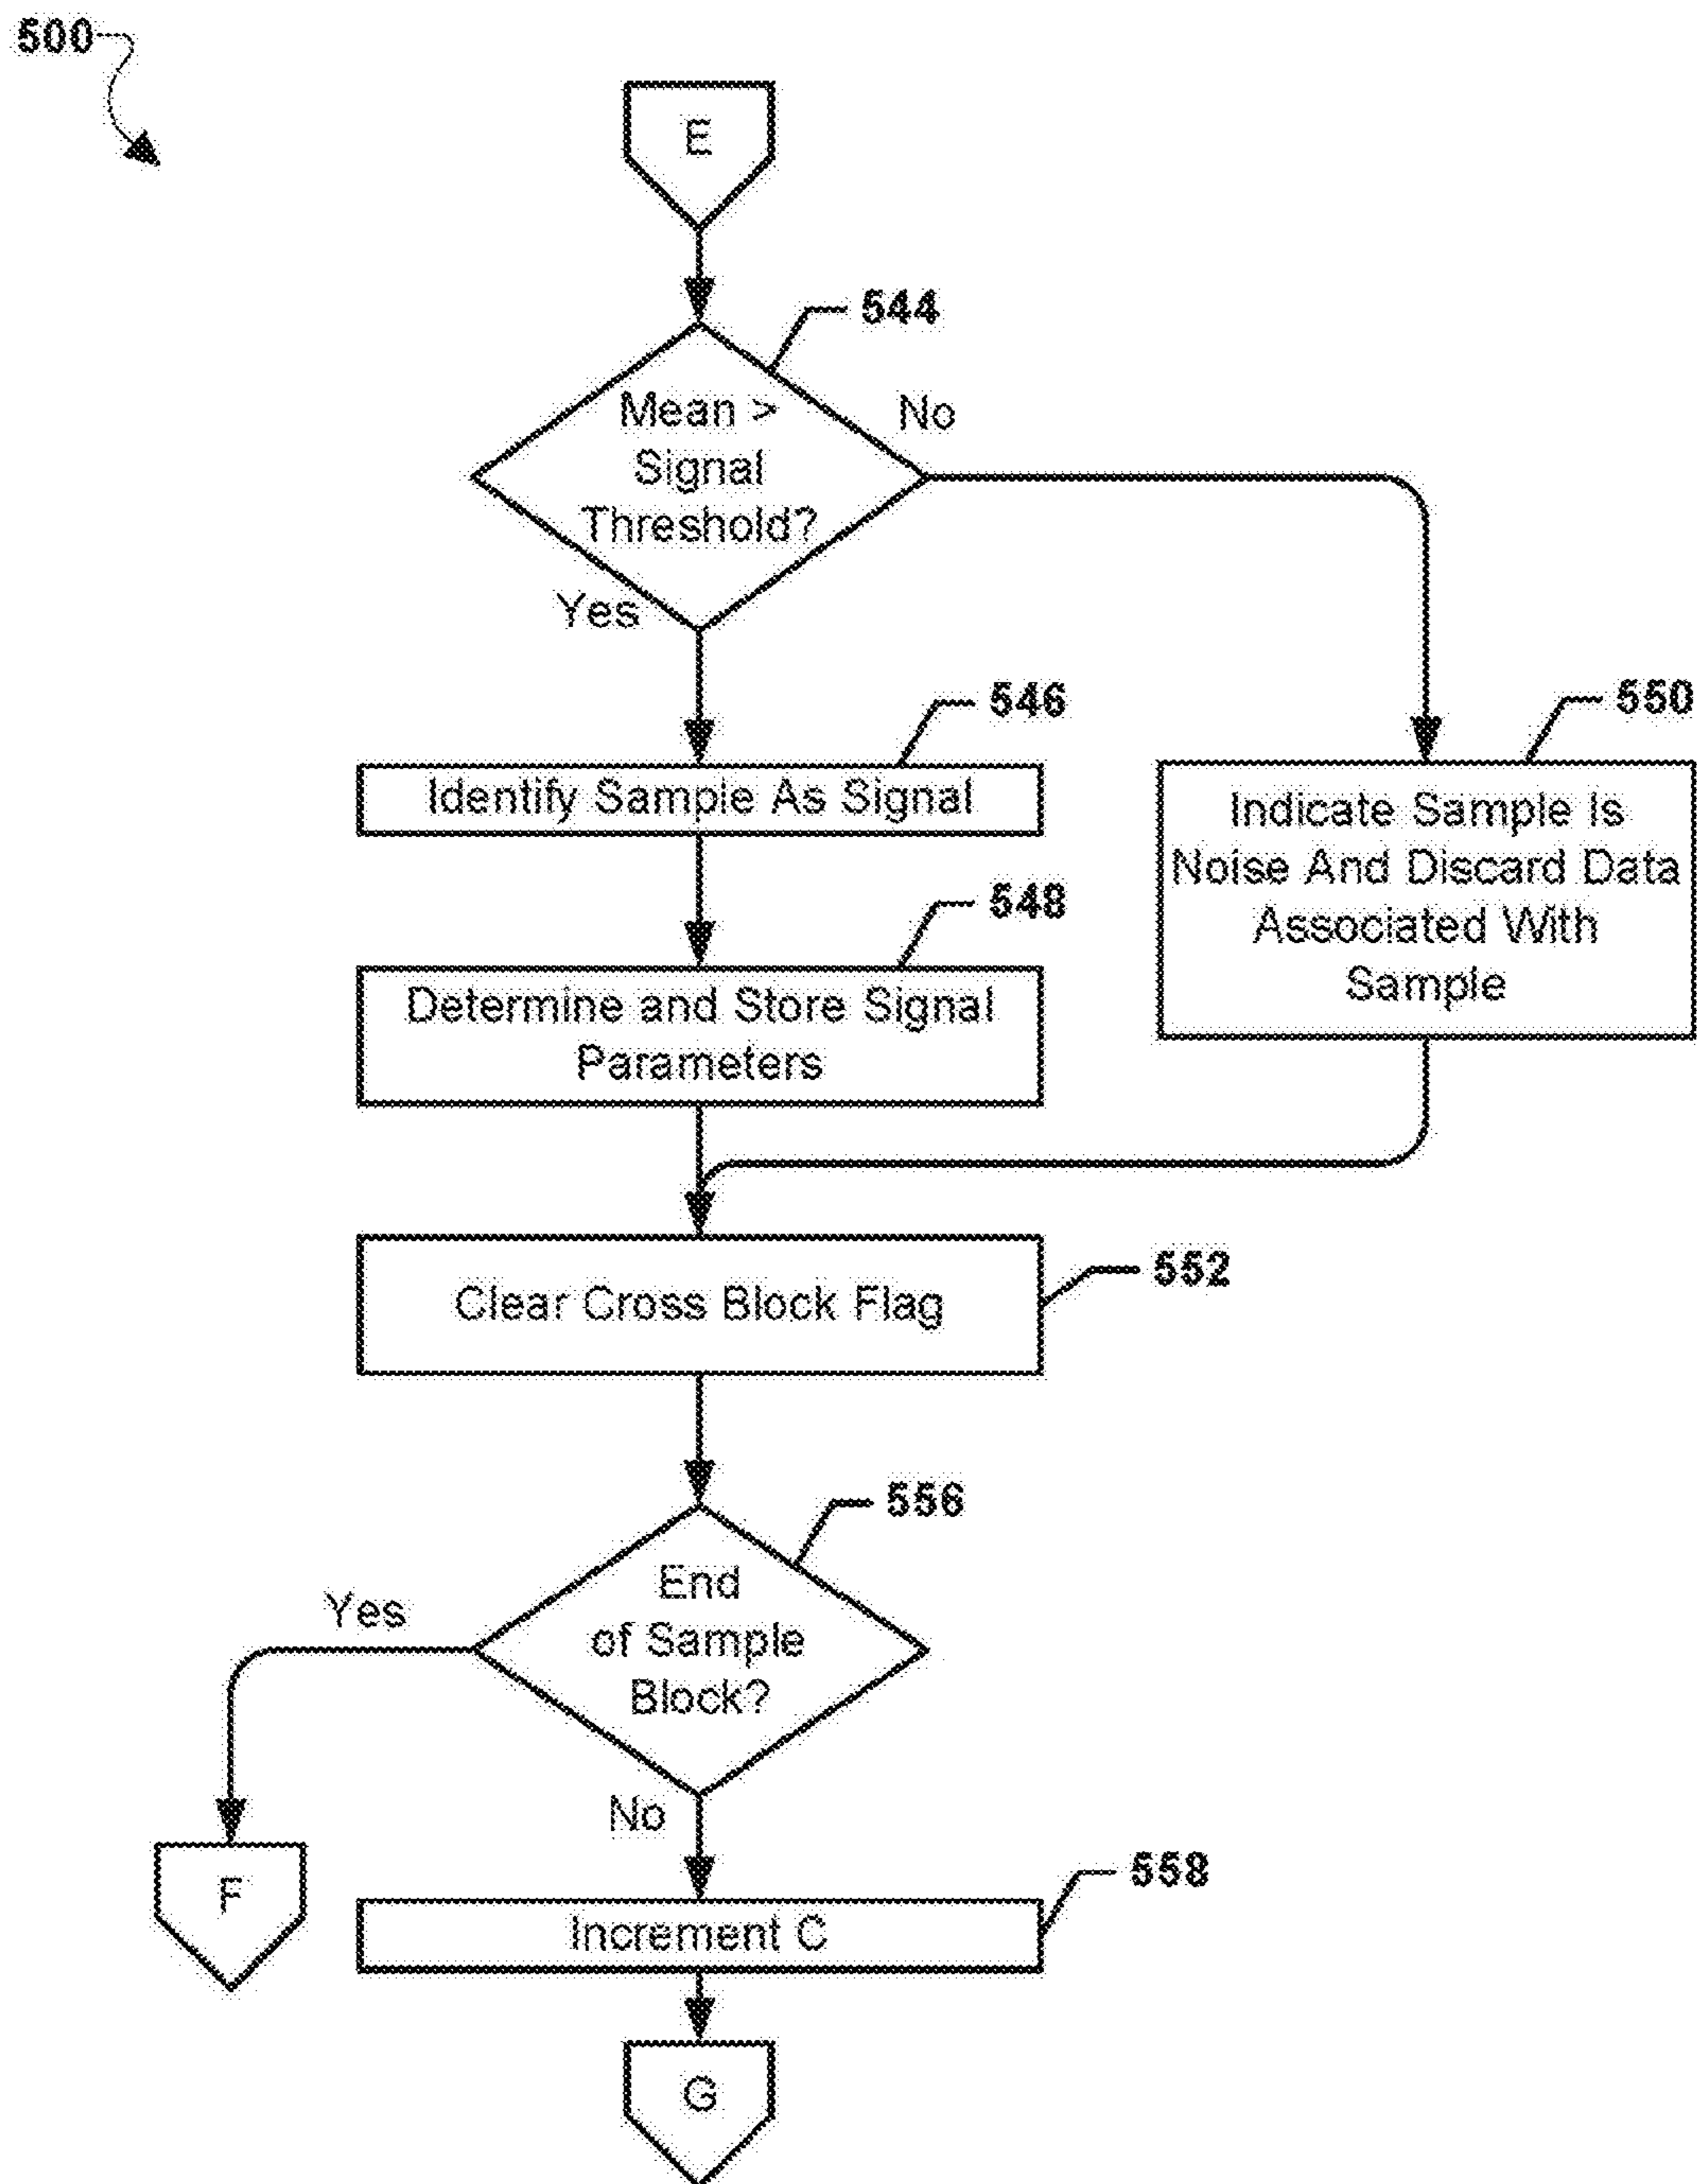 500
E
544
Mean >
Signal
Threshold?
No
Yes
546
Identify Sample As Signal
550
Indicate Sample Is
Noise And Discard Data
Associated With
Sample
548
Determine and Store Signal
Parameters
552
Clear Cross Block Flag
556
End
of Sample
Block?
Yes
No
F
558
Increment C
G